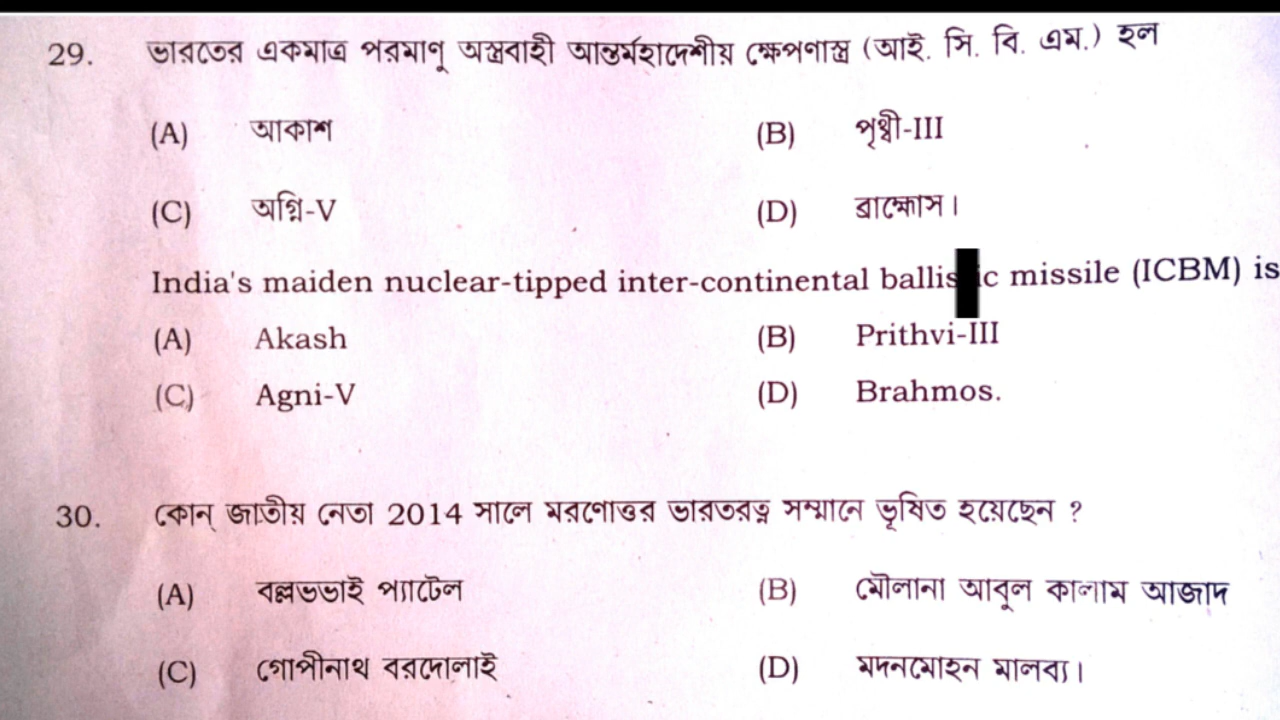 29. ভারতের একমাত্র পরমাণু অস্ত্রবাহী আন্তর্মহাদেশীয় ক্ষেপণাস্ত্র (আই. সি. বি. এম.) হল
(A) আকাশ (B) পৃথ্বী-III
(C) অগ্নি-V (D) ব্রাহ্মোস।
India's maiden nuclear-tipped inter-continental ballis ic missile (ICBM) is
(A) Akash (B) Prithvi-III
(C) Agni-V (D) Brahmos.
30. কোন্ জাতীয় নেতা 2014 সালে মরণোত্তর ভারতরত্ন সম্মানে ভূষিত হয়েছেন ?
(A) বল্লভভাই প্যাটেল (B) মৌলানা আবুল কালাম আজাদ
(C) গোপীনাথ বরদোলাই (D) মদনমোহন মালব্য।